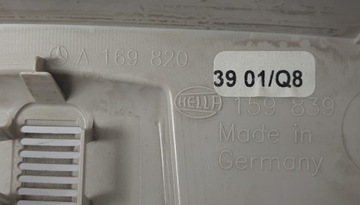 A 169 820
39 01/Q8
HELLA 159 839
Made in
Germany